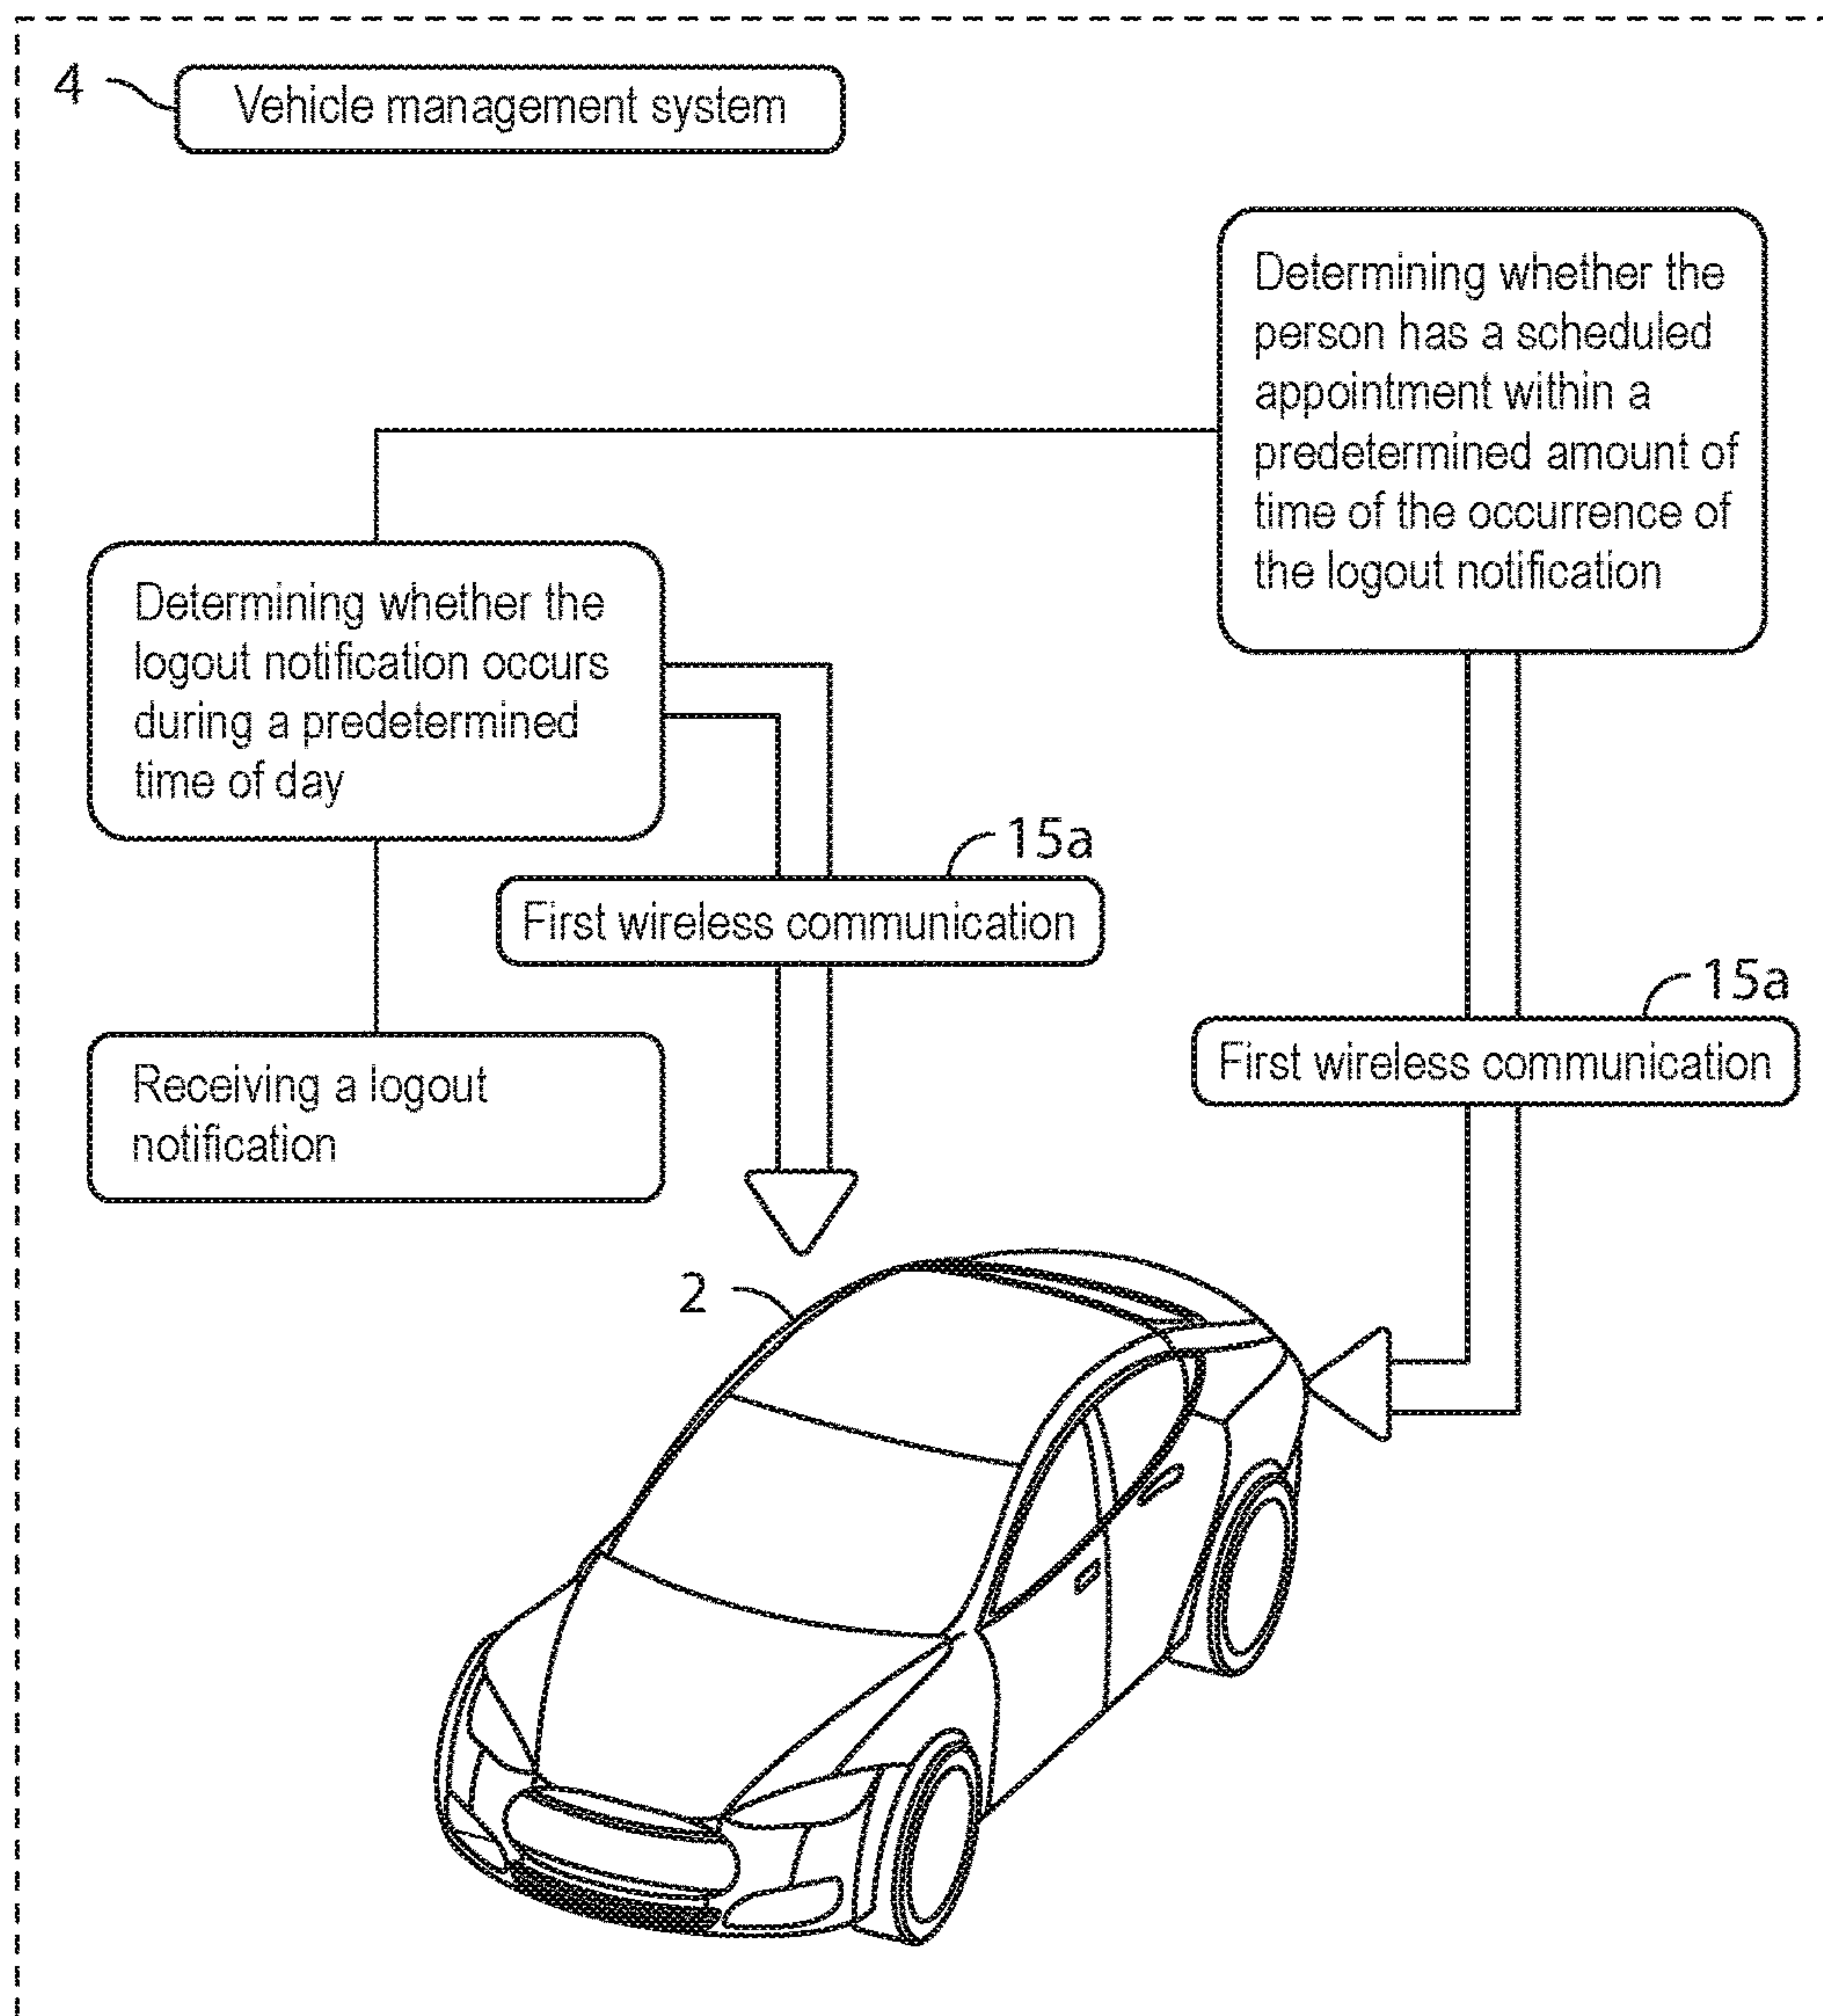 4
Vehicle management system
Determining whether the
person has a scheduled
appointment within a
predetermined amount of
time of the occurrence of
the logout notification
Determining whether the
logout notification occurs
during a predetermined
time of day
15a
First wireless communication
15a
First wireless communication
Receiving a logout
notification
2